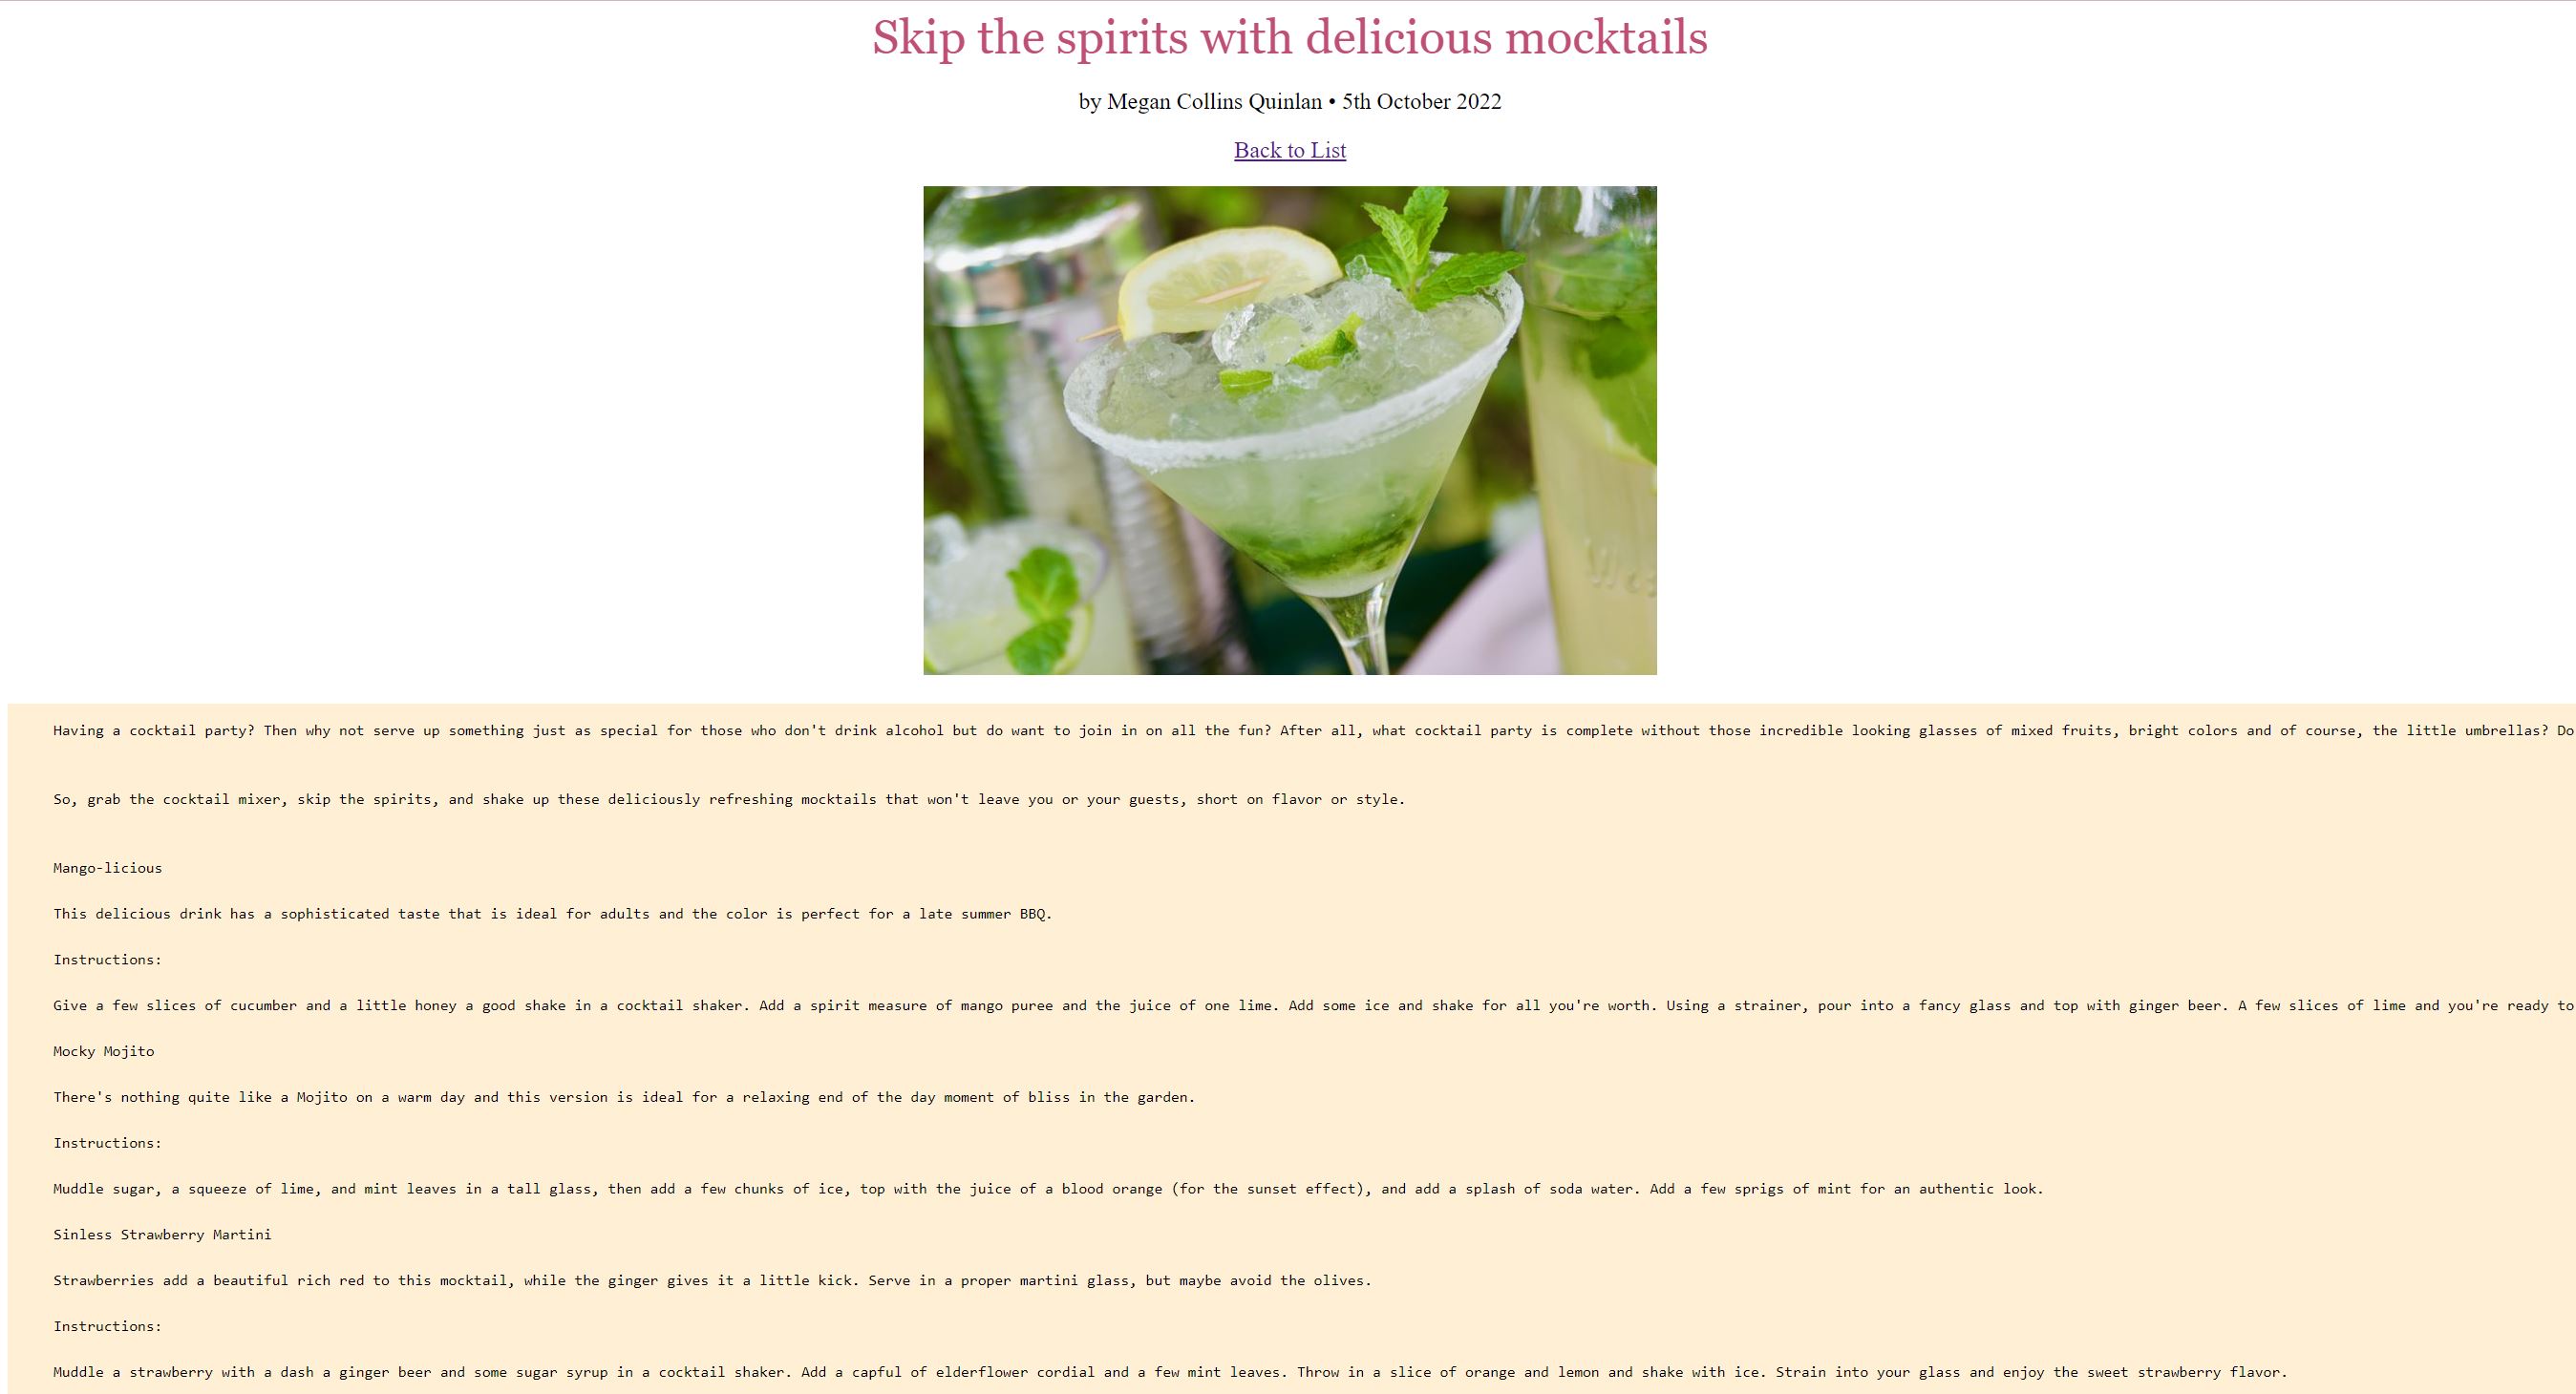 Skip the spirits with delicious mocktails
by Megan Collins Quinlan • 5th October 2022
Back to List
Having a cocktail party? Then why not serve up something just as special for those who don't drink alcohol but do want to join in on all the fun? After all, what cocktail party is complete without those incredible looking glasses of mixed fruits, bright colors and of course, the little umbrellas? Do
So, grab the cocktail mixer, skip the spirits, and shake up these deliciously refreshing mocktails that won't leave you or your guests, short on flavor or style.
Mango-licious
This delicious drink has a sophisticated taste that is ideal for adults and the color is perfect for a late summer BBQ.
Instructions:
Give a few slices of cucumber and a little honey a good shake in a cocktail shaker. Add a spirit measure of mango puree and the juice of one lime. Add some ice and shake for all you're worth. Using a strainer, pour into a fancy glass and top with ginger beer. A few slices of lime and you're ready to
Mocky Mojito
There's nothing quite like a Mojito on a warm day and this version is ideal for a relaxing end of the day moment of bliss in the garden.
Instructions:
Muddle sugar, a squeeze of lime, and mint leaves in a tall glass, then add a few chunks of ice, top with the juice of a blood orange (for the sunset effect), and add a splash of soda water. Add a few sprigs of mint for an authentic look.
Sinless Strawberry Martini
Strawberries add a beautiful rich red to this mocktail, while the ginger gives it a little kick. Serve in a proper martini glass, but maybe avoid the olives.
Instructions:
Muddle a strawberry with a dash a ginger beer and some sugar syrup in a cocktail shaker. Add a capful of elderflower cordial and a few mint leaves. Throw in a slice of orange and lemon and shake with ice. Strain into your glass and enjoy the sweet strawberry flavor.